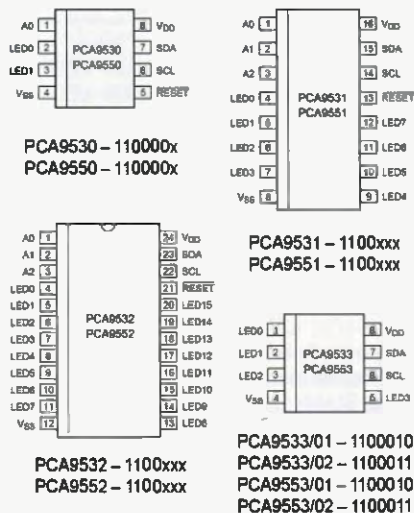 A0 1 PCA9530 8 VDD
LED0 2 PCA9550 7 SDA
LED1 3 6 SCL
VSS 4 5 RESET
PCA9530 – 110000x
PCA9550 – 110000x
A0 1 16 VDD
A1 2 15 SDA
A2 3 14 SCL
LED0 4 PCA9531 13 RESET
LED1 5 PCA9551 12 LED7
LED2 6 11 LED6
LED3 7 10 LED5
VSS 8 9 LED4
PCA9531 – 1100xxx
PCA9551 – 1100xxx
A0 1 24 VDD
A1 2 23 SDA
A2 3 22 SCL
LED0 4 21 RESET
LED1 5 PCA9532 20 LED15
LED2 6 PCA9552 19 LED14
LED3 7 18 LED13
LED4 8 17 LED12
LED5 9 16 LED11
LED6 10 15 LED10
LED7 11 14 LED9
VSS 12 13 LED8
PCA9532 – 1100xxx
PCA9552 – 1100xxx
LED0 1 8 VDD
LED1 2 PCA9533 7 SDA
LED2 3 PCA9553 6 SCL
VSS 4 5 LED3
PCA9533/01 – 1100010
PCA9533/02 – 1100011
PCA9553/01 – 1100010
PCA9553/02 – 1100011